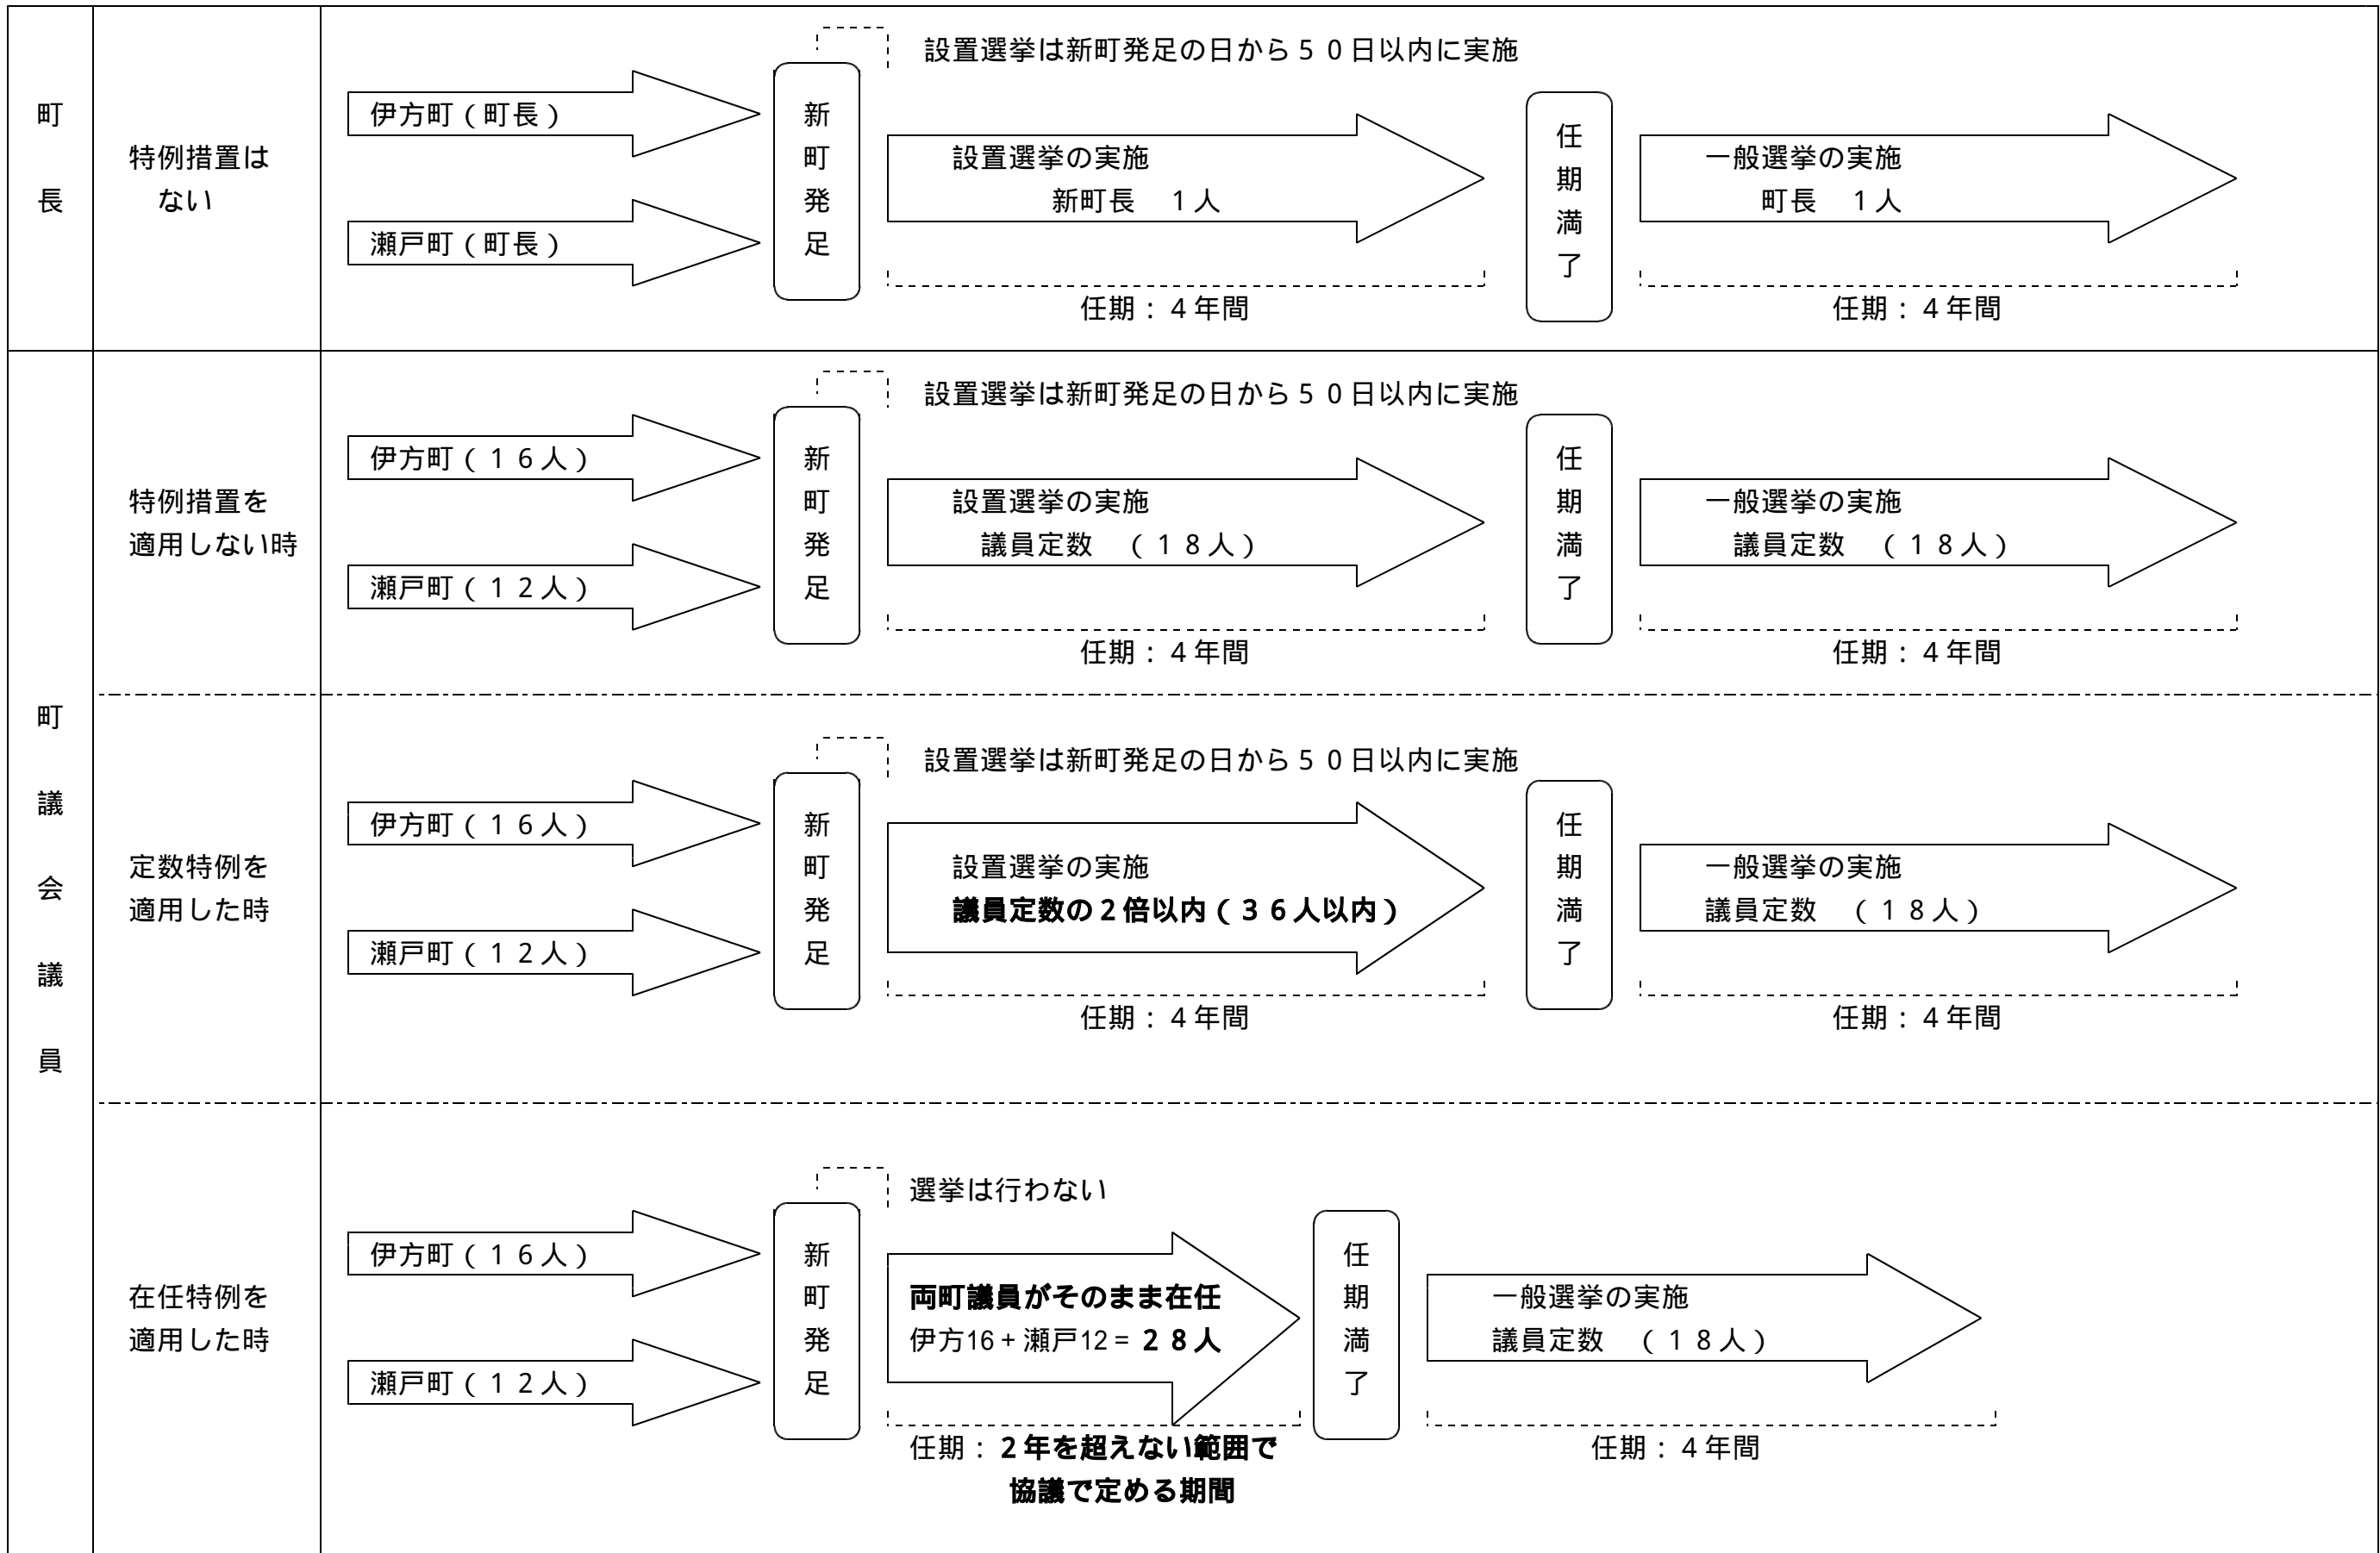 町長
特例措置は
ない
伊方町（町長）
瀬戸町（町長）
新町発足
設置選挙は新町発足の日から５０日以内に実施
設置選挙の実施
新町長　１人
任期：４年間
任期満了
一般選挙の実施
町長　１人
任期：４年間
町議会議員
特例措置を
適用しない時
伊方町（１６人）
瀬戸町（１２人）
新町発足
設置選挙は新町発足の日から５０日以内に実施
設置選挙の実施
議員定数　（１８人）
任期：４年間
任期満了
一般選挙の実施
議員定数　（１８人）
任期：４年間
定数特例を
適用した時
伊方町（１６人）
瀬戸町（１２人）
新町発足
設置選挙は新町発足の日から５０日以内に実施
設置選挙の実施
議員定数の２倍以内（３６人以内）
任期：４年間
任期満了
一般選挙の実施
議員定数　（１８人）
任期：４年間
在任特例を
適用した時
伊方町（１６人）
瀬戸町（１２人）
新町発足
選挙は行わない
両町議員がそのまま在任
伊方16＋瀬戸12＝２８人
任期：２年を超えない範囲で
協議で定める期間
任期満了
一般選挙の実施
議員定数　（１８人）
任期：４年間